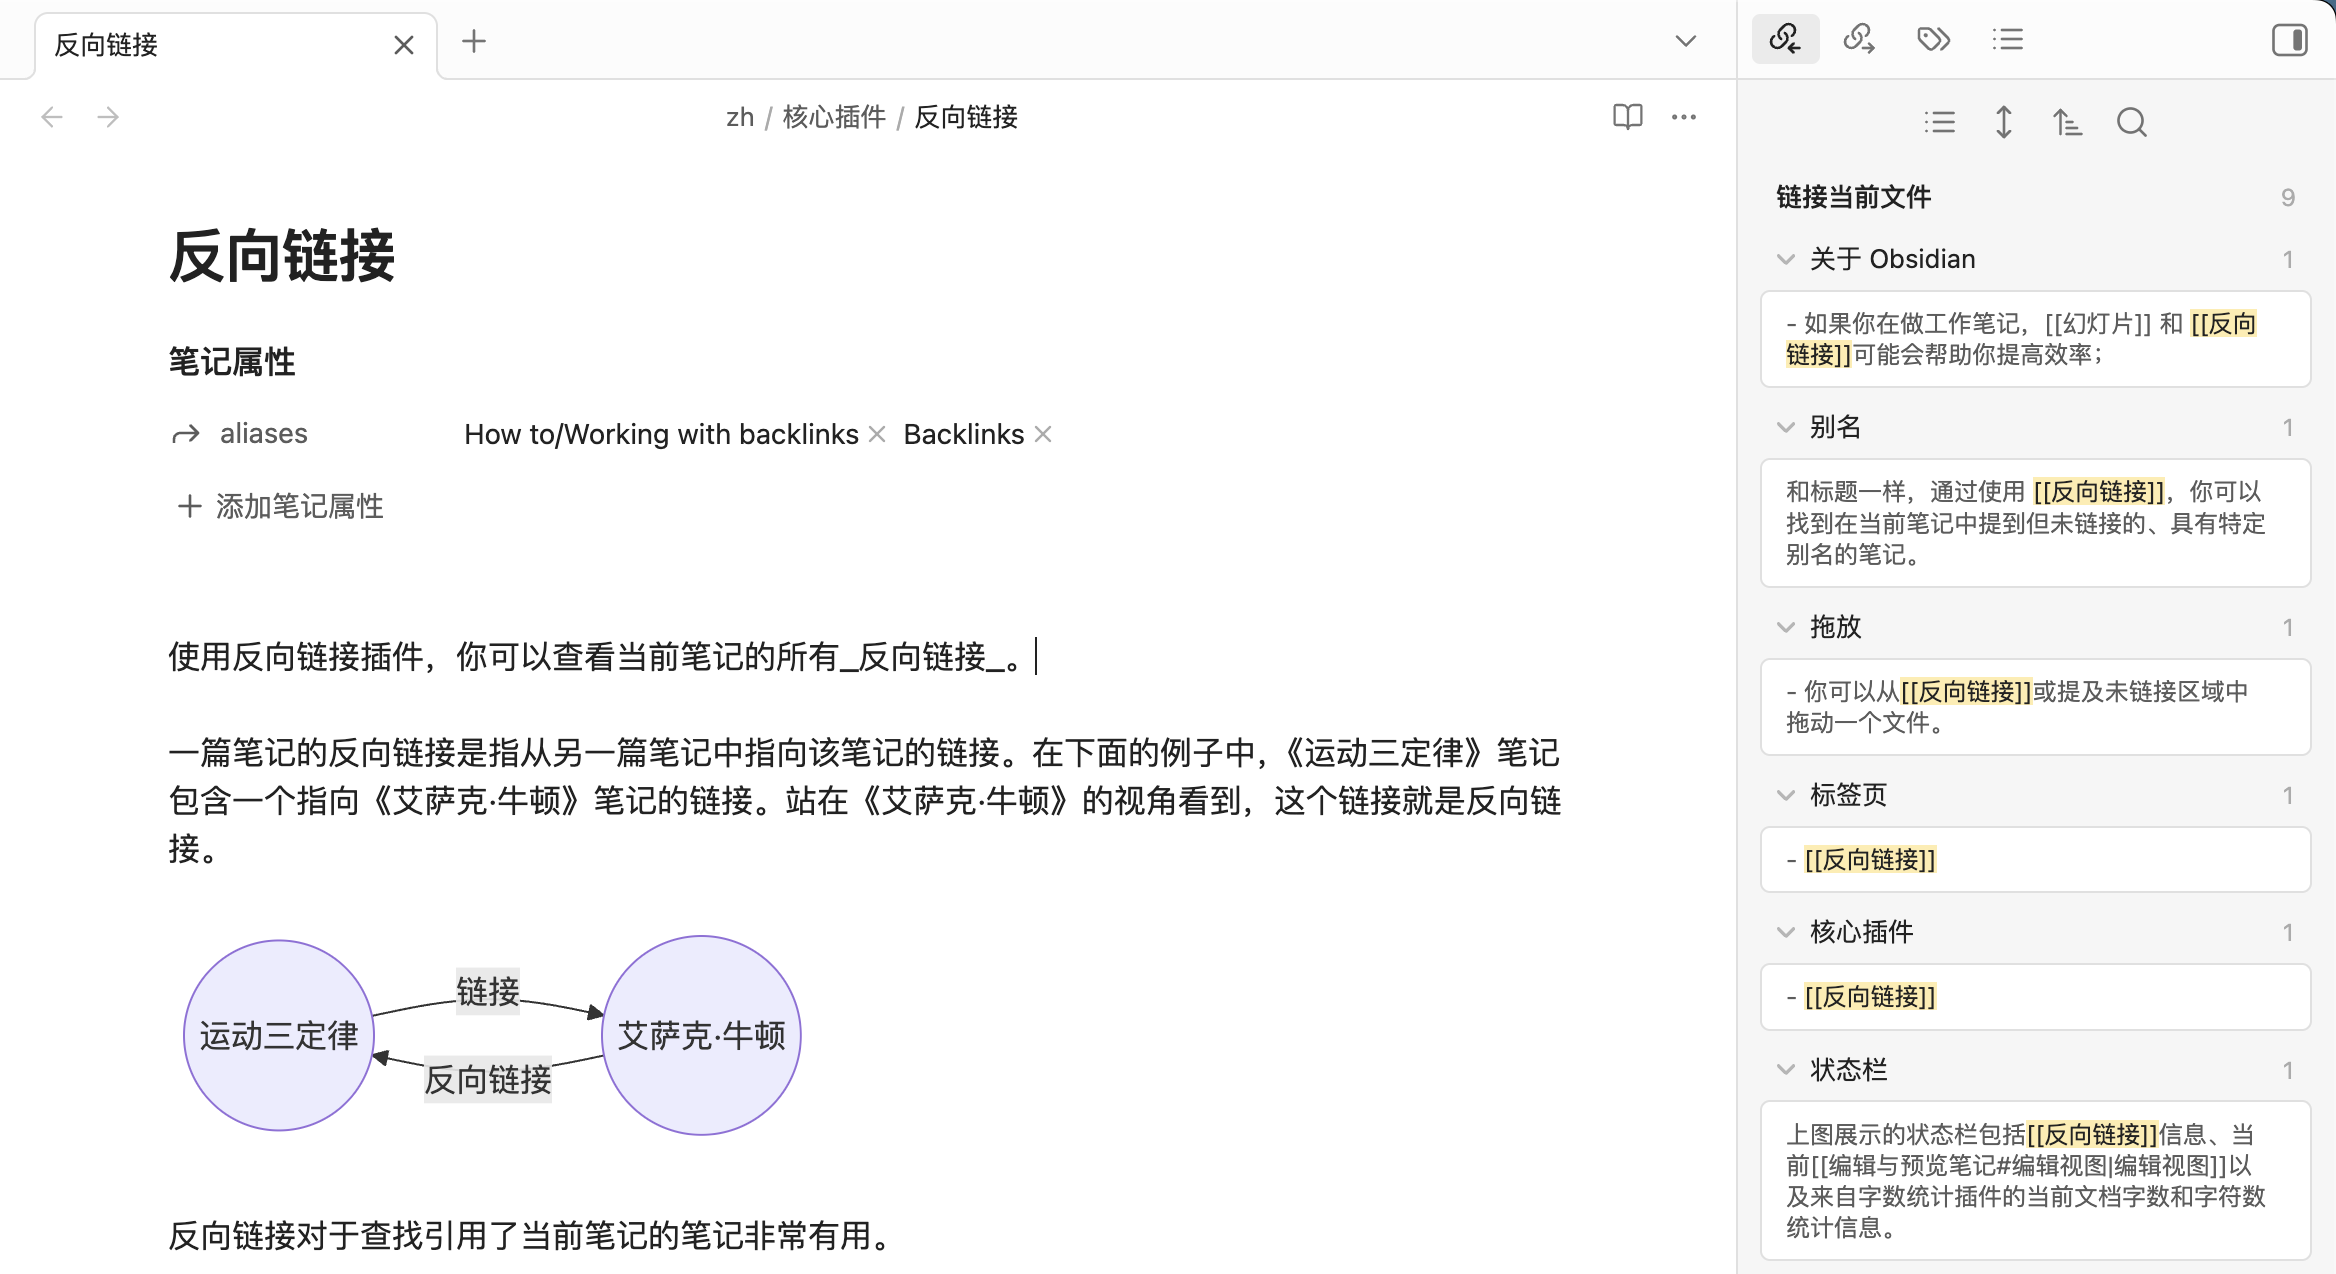 反向链接
zh / 核心插件 / 反向链接
反向链接
笔记属性
aliases How to/Working with backlinks Backlinks
添加笔记属性
使用反向链接插件，你可以查看当前笔记的所有_反向链接_。
一篇笔记的反向链接是指从另一篇笔记中指向该笔记的链接。在下面的例子中，《运动三定律》笔记
包含一个指向《艾萨克·牛顿》笔记的链接。站在《艾萨克·牛顿》的视角看到，这个链接就是反向链
接。
链接
运动三定律
艾萨克·牛顿
反向链接
反向链接对于查找引用了当前笔记的笔记非常有用。
链接当前文件 9
关于 Obsidian 1
- 如果你在做工作笔记，[[幻灯片]] 和 [[反向
链接]]可能会帮助你提高效率；
别名 1
和标题一样，通过使用 [[反向链接]]，你可以
找到在当前笔记中提到但未链接的、具有特定
别名的笔记。
拖放 1
- 你可以从[[反向链接]]或提及未链接区域中
拖动一个文件。
标签页 1
- [[反向链接]]
核心插件 1
- [[反向链接]]
状态栏 1
上图展示的状态栏包括[[反向链接]]信息、当
前[[编辑与预览笔记#编辑视图|编辑视图]]以
及来自字数统计插件的当前文档字数和字符数
统计信息。